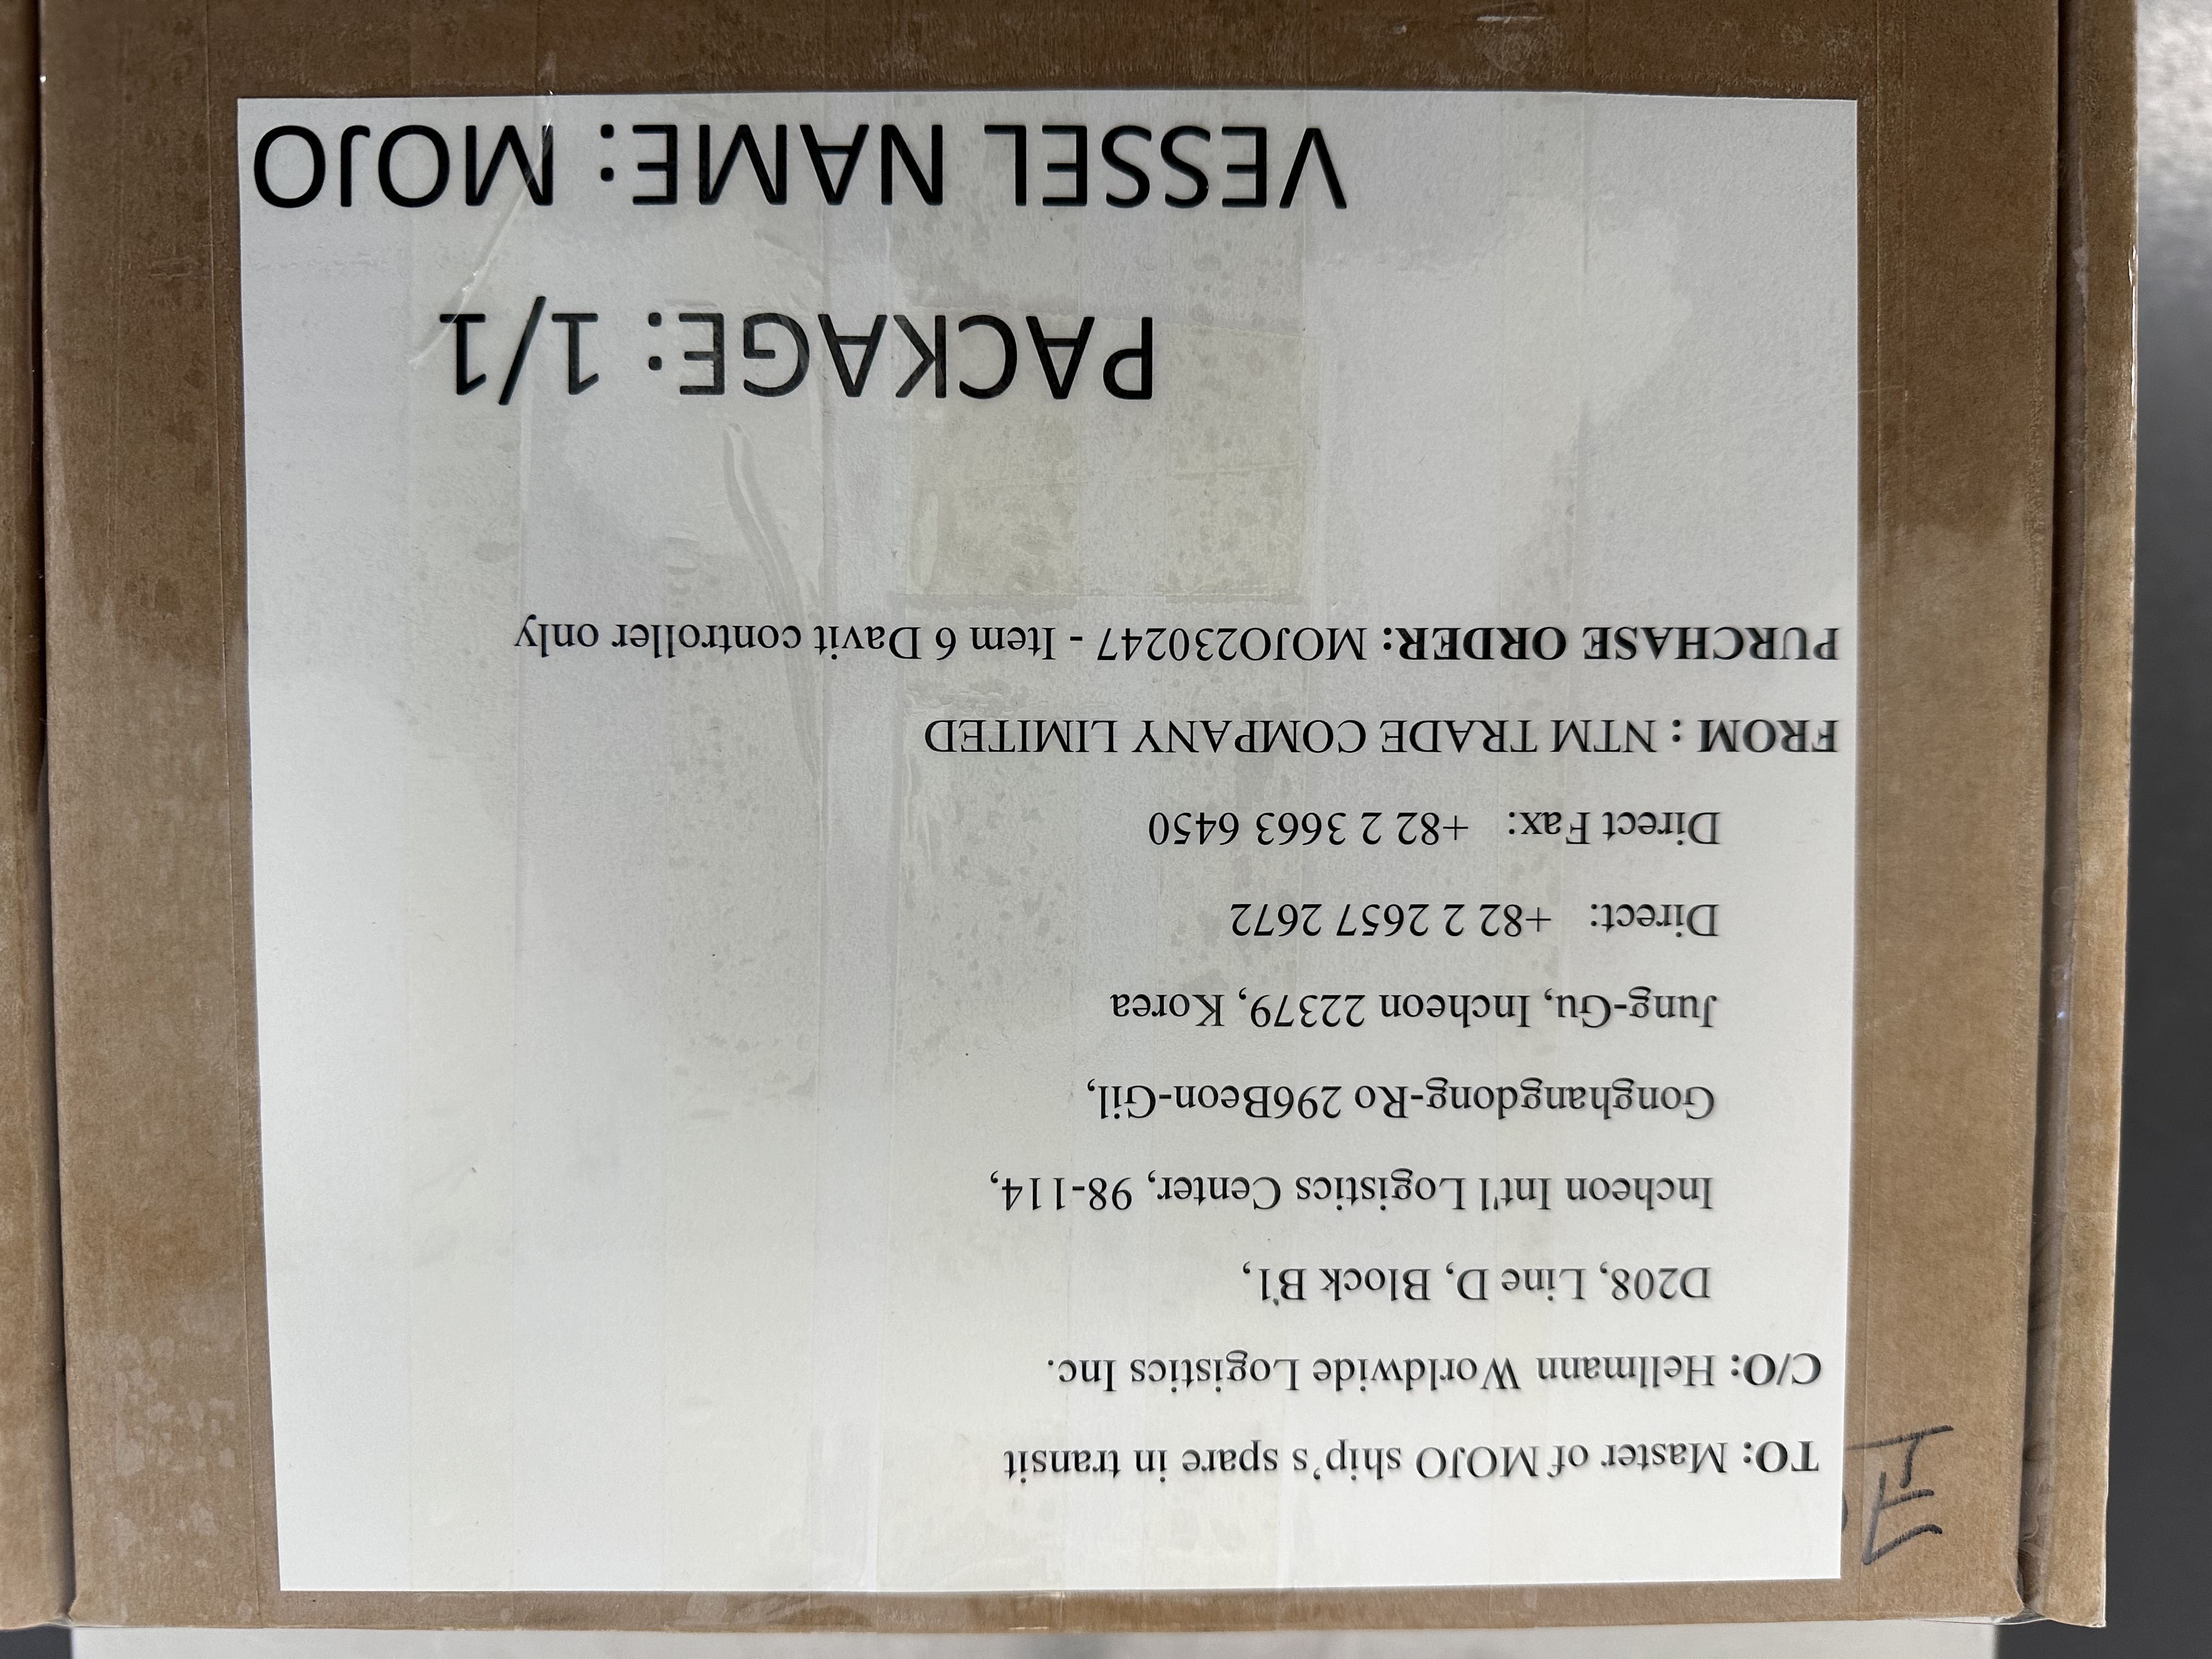 TO: Master of MOJO ship's spare in transit
C/O: Hellmann Worldwide Logistics Inc.
D208, Line D, Block B1,
Incheon Int'l Logistics Center, 98-114,
Gonghangdong-Ro 296Beon-Gil,
Jung-Gu, Incheon 22379, Korea
Direct: +82 2 2657 2672
Direct Fax: +82 2 3663 6450
FROM : NTM TRADE COMPANY LIMITED
PURCHASE ORDER: MOJO230247 - Item 6 Davit controller only
PACKAGE: 1/1
VESSEL NAME: MOJO